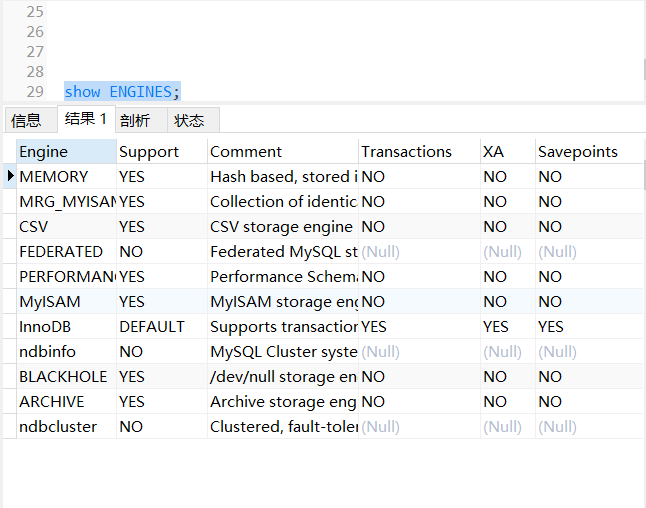 25
26
27
28
29 show ENGINES;
信息 结果 1 剖析 状态
Engine Support Comment Transactions XA Savepoints
MEMORY YES Hash based, stored i NO NO NO
MRG_MYISAM YES Collection of identic NO NO NO
CSV YES CSV storage engine NO NO NO
FEDERATED NO Federated MySQL st (Null) (Null) (Null)
PERFORMAN YES Performance Schema NO NO NO
MyISAM YES MyISAM storage eng NO NO NO
InnoDB DEFAULT Supports transaction YES YES YES
ndbinfo NO MySQL Cluster syste (Null) (Null) (Null)
BLACKHOLE YES /dev/null storage en NO NO NO
ARCHIVE YES Archive storage eng NO NO NO
ndbcluster NO Clustered, fault-toler (Null) (Null) (Null)